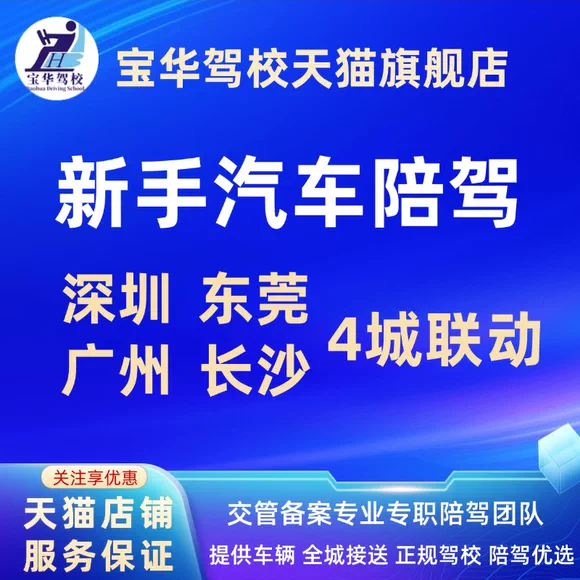 宝华驾校
Baohua Driving School
宝华驾校天猫旗舰店
新手汽车陪驾
深圳 东莞
广州 长沙
4城联动
关注享优惠
天猫店铺
服务保证
交管备案专业专职陪驾团队
提供车辆 全城接送 正规驾校 陪驾优选